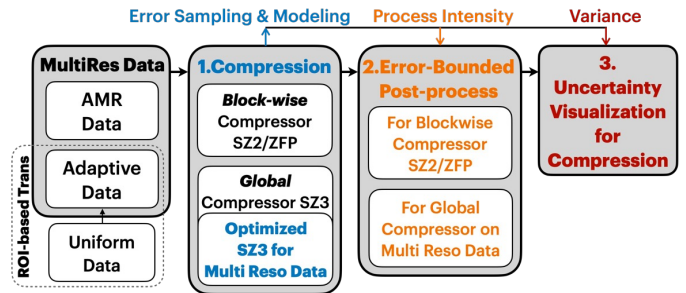 Error Sampling & Modeling
Process Intensity
Variance
MultiRes Data
AMR
Data
Adaptive
Data
Uniform
Data
ROI-based Trans
1.Compression
Block-wise
Compressor
SZ2/ZFP
Global
Compressor SZ3
Optimized
SZ3 for
Multi Reso Data
2.Error-Bounded
Post-process
For Blockwise
Compressor
SZ2/ZFP
For Global
Compressor on
Multi Reso Data
3.
Uncertainty
Visualization
for
Compression